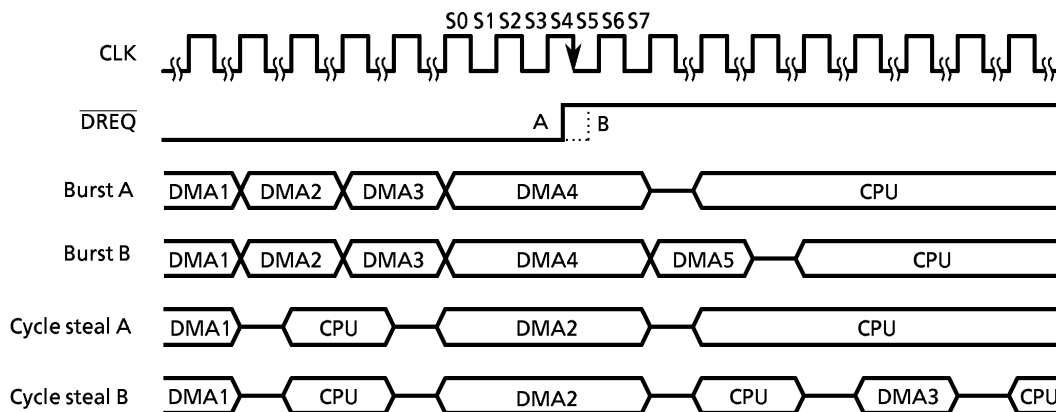 S0 S1 S2 S3 S4 S5 S6 S7
CLK
DREQ A B
Burst A DMA1 DMA2 DMA3 DMA4 CPU
Burst B DMA1 DMA2 DMA3 DMA4 DMA5 CPU
Cycle steal A DMA1 CPU DMA2 CPU
Cycle steal B DMA1 CPU DMA2 CPU DMA3 CPU